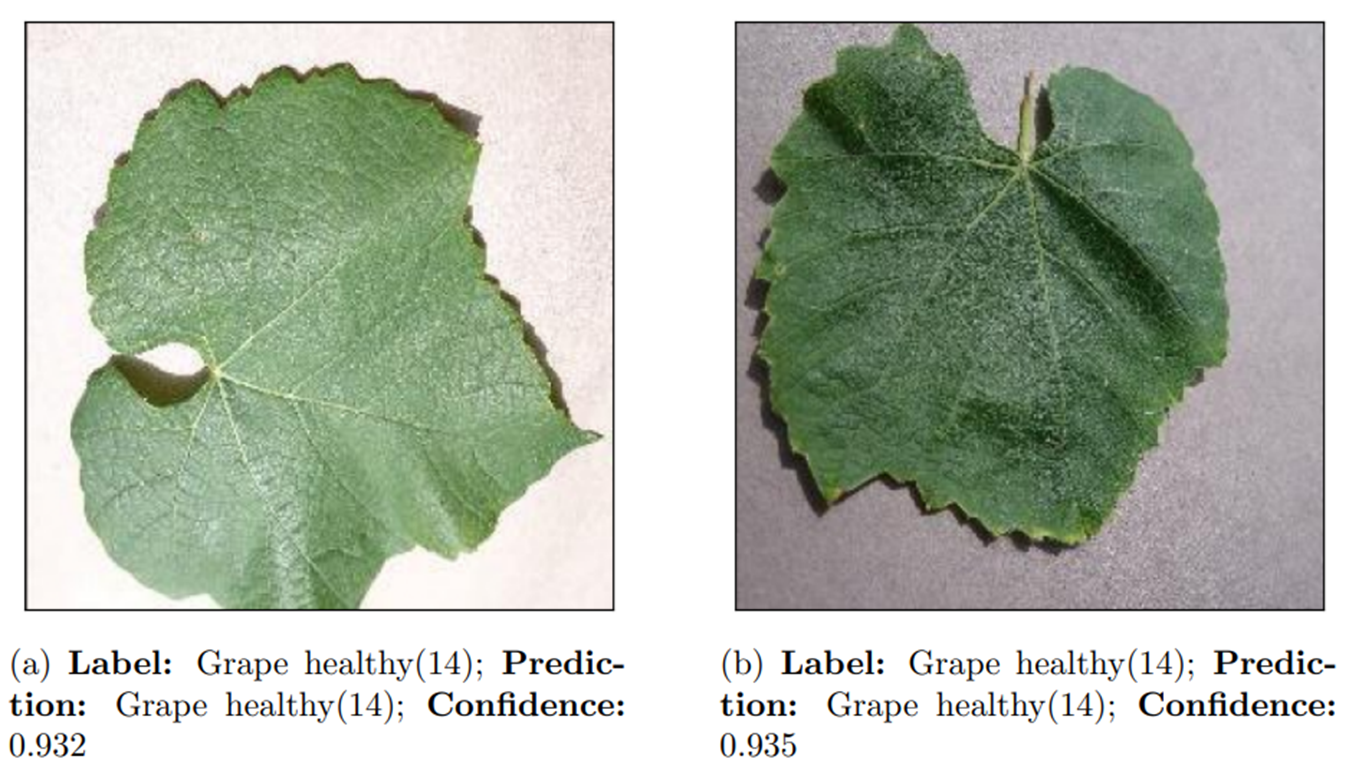 (a) Label: Grape healthy(14); Predic-
tion: Grape healthy(14); Confidence:
0.932
(b) Label: Grape healthy(14); Predic-
tion: Grape healthy(14); Confidence:
0.935